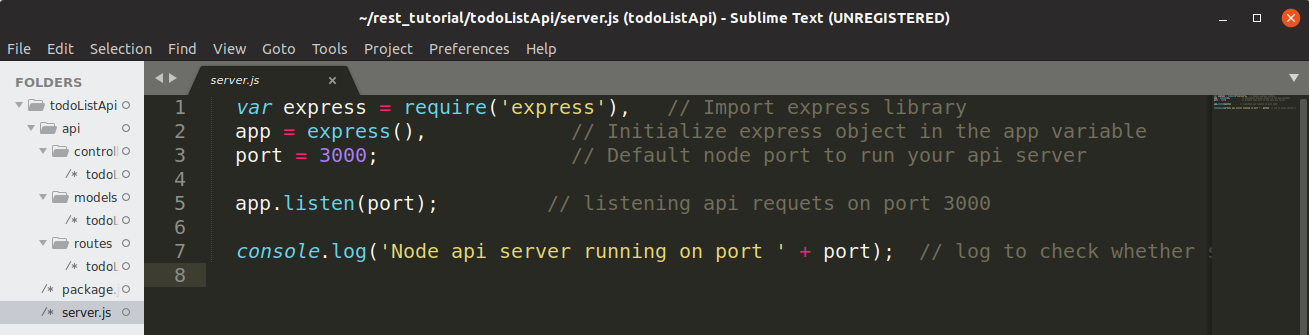 ~/rest_tutorial/todoListApi/server.js (todoListApi) - Sublime Text (UNREGISTERED)
File Edit Selection Find View Goto Tools Project Preferences Help
FOLDERS
todoListApi
api
controll
/* todoL
models
/* todoL
routes
/* todoL
/* package.
/* server.js
server.js ×
1 var express = require('express'),   // Import express library
2 app = express(),            // Initialize express object in the app variable
3 port = 3000;                // Default node port to run your api server
4
5 app.listen(port);         // listening api requets on port 3000
6
7 console.log('Node api server running on port ' + port);  // log to check whether s
8